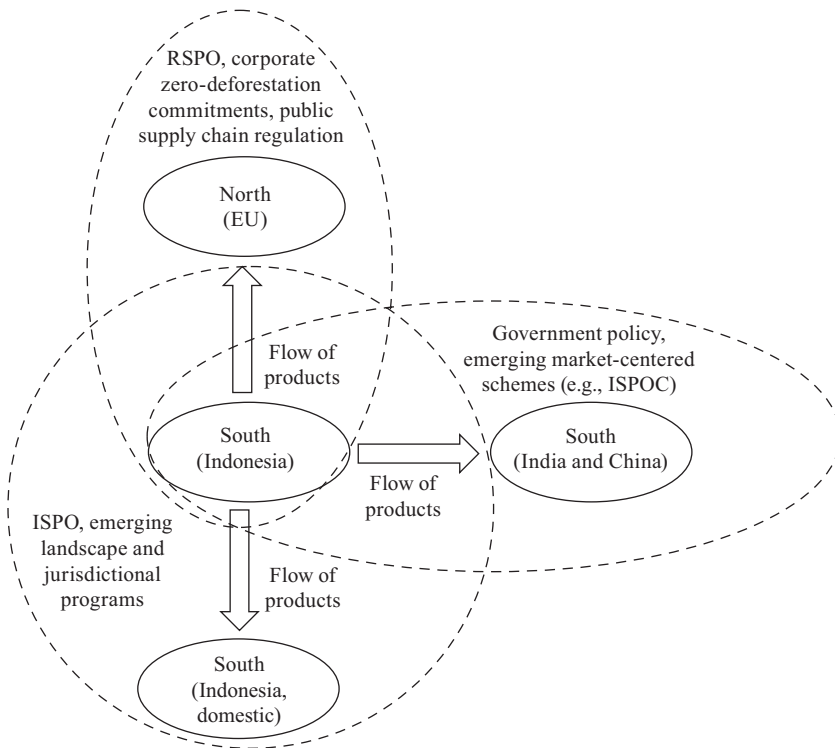 RSPO, corporate
zero-deforestation
commitments, public
supply chain regulation
North
(EU)
Flow of
products
Government policy,
emerging market-centered
schemes (e.g., ISPOC)
South
(Indonesia)
Flow of
products
South
(India and China)
ISPO, emerging
landscape and
jurisdictional
programs
Flow of
products
South
(Indonesia,
domestic)